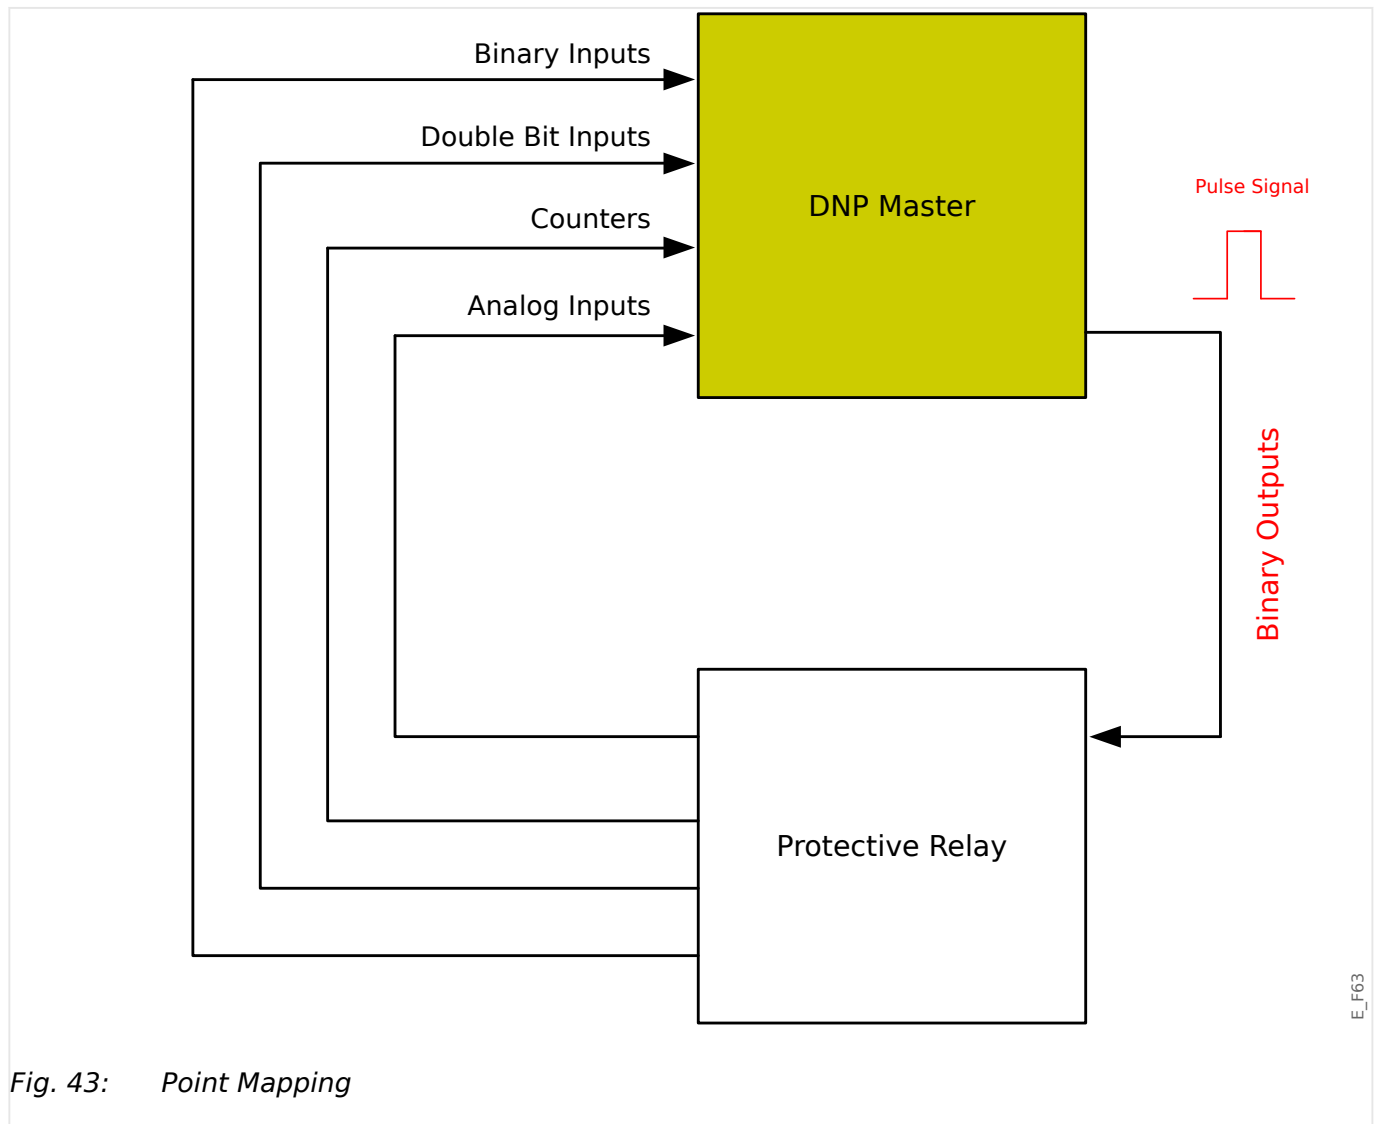 Binary Inputs
Double Bit Inputs
Counters
Analog Inputs
DNP Master
Pulse Signal
Binary Outputs
Protective Relay
E_F63
Fig. 43: Point Mapping